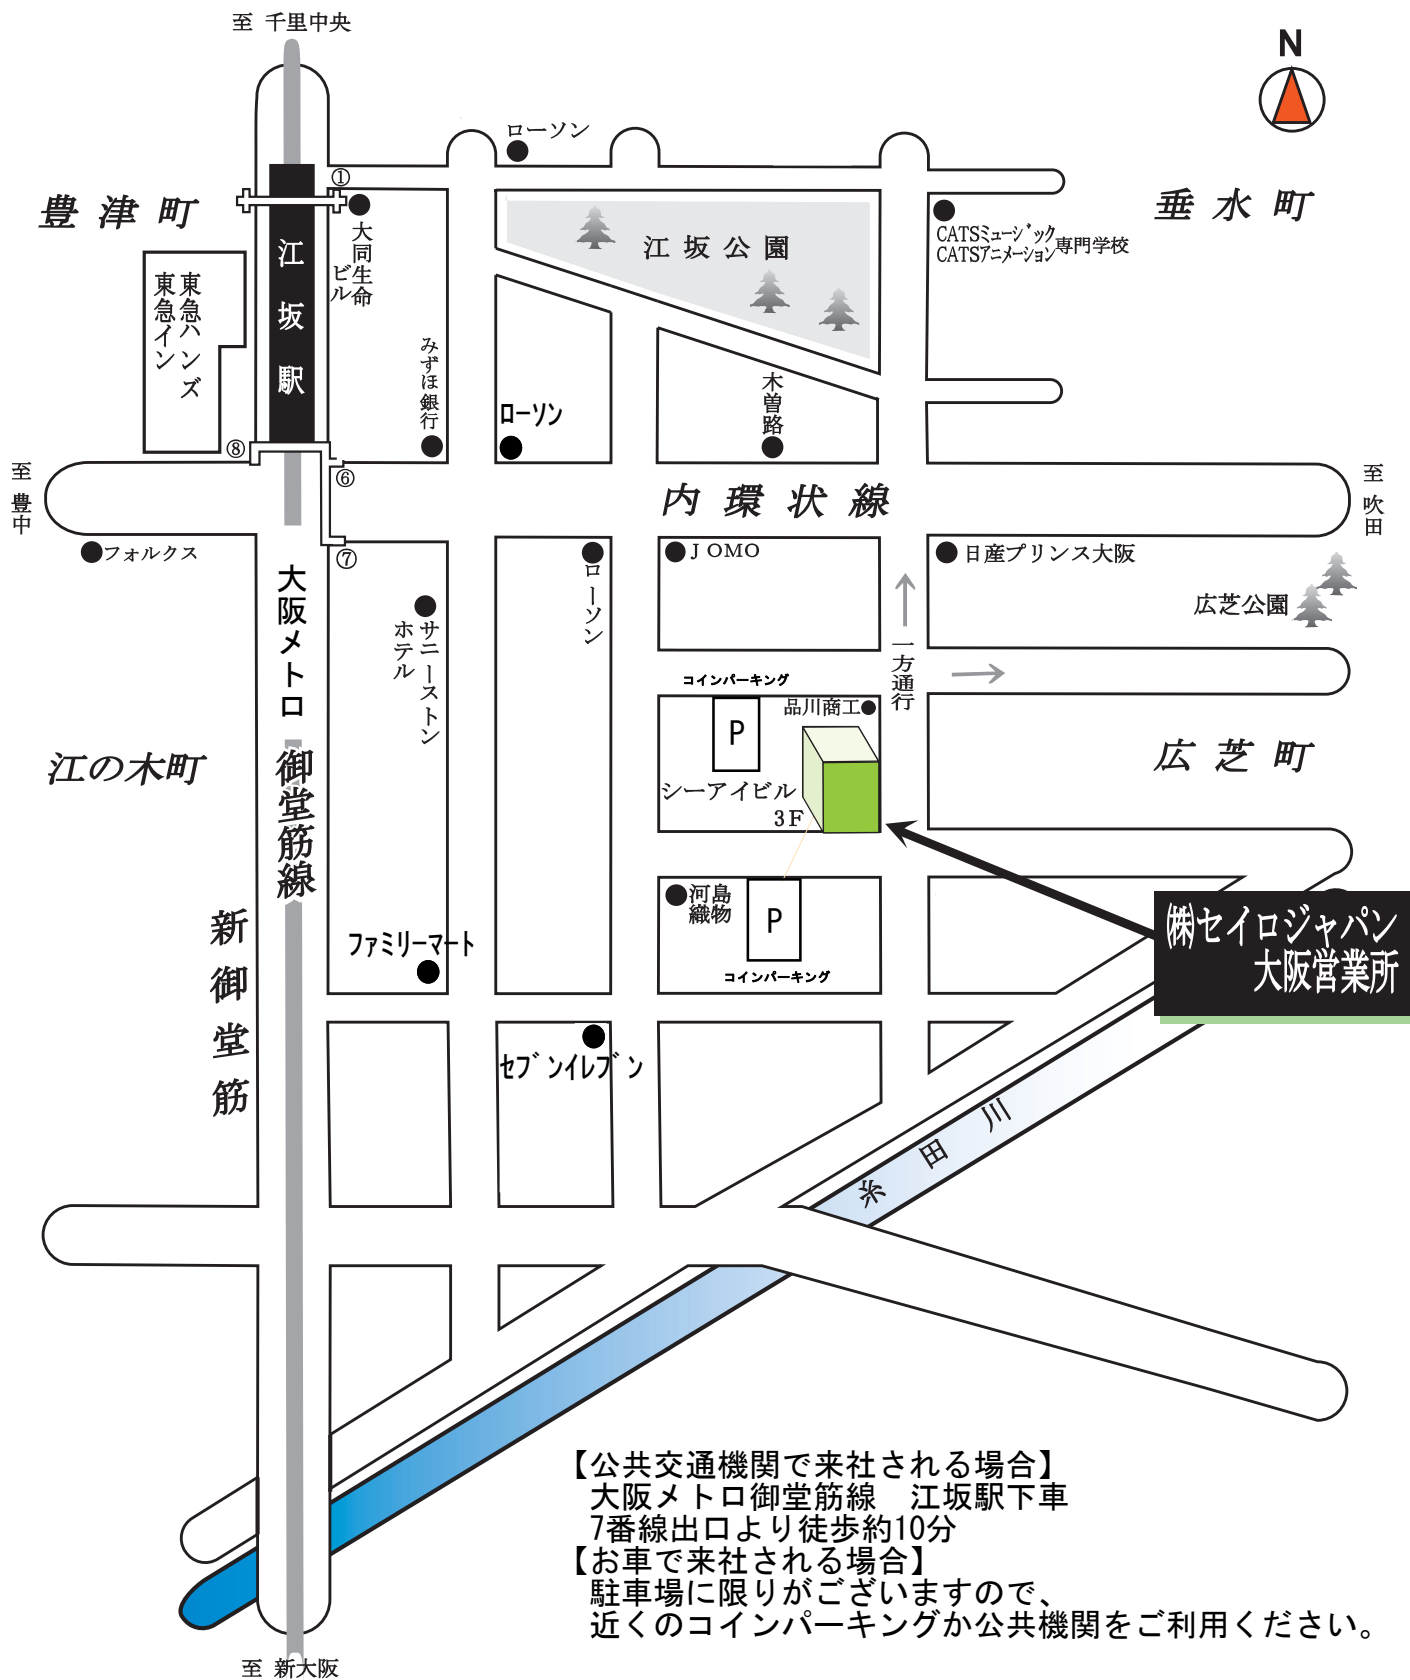 至 千里中央
N
ローソン
①
豊津町
垂水町
大同生命
ビル
江坂公園
CATSミュージック
CATSアニメーション
専門学校
江坂駅
東急ハンズ
東急イン
みずほ銀行
ローソン
木曽路
⑧
⑥
至 豊中
内環状線
至 吹田
⑦
フォルクス
ローソン
JOMO
日産プリンス大阪
大阪メトロ
御堂筋線
サニーストン
ホテル
広芝公園
一方通行
コインパーキング
品川商工
P
江の木町
広芝町
シーアイビル
3F
河島
織物
P
㈱セイロジャパン
大阪営業所
新御堂筋
ファミリーマート
コインパーキング
セブンイレブン
糸田川
【公共交通機関で来社される場合】
大阪メトロ御堂筋線 江坂駅下車
7番線出口より徒歩約10分
【お車で来社される場合】
駐車場に限りがございますので、
近くのコインパーキングか公共機関をご利用ください。
至 新大阪